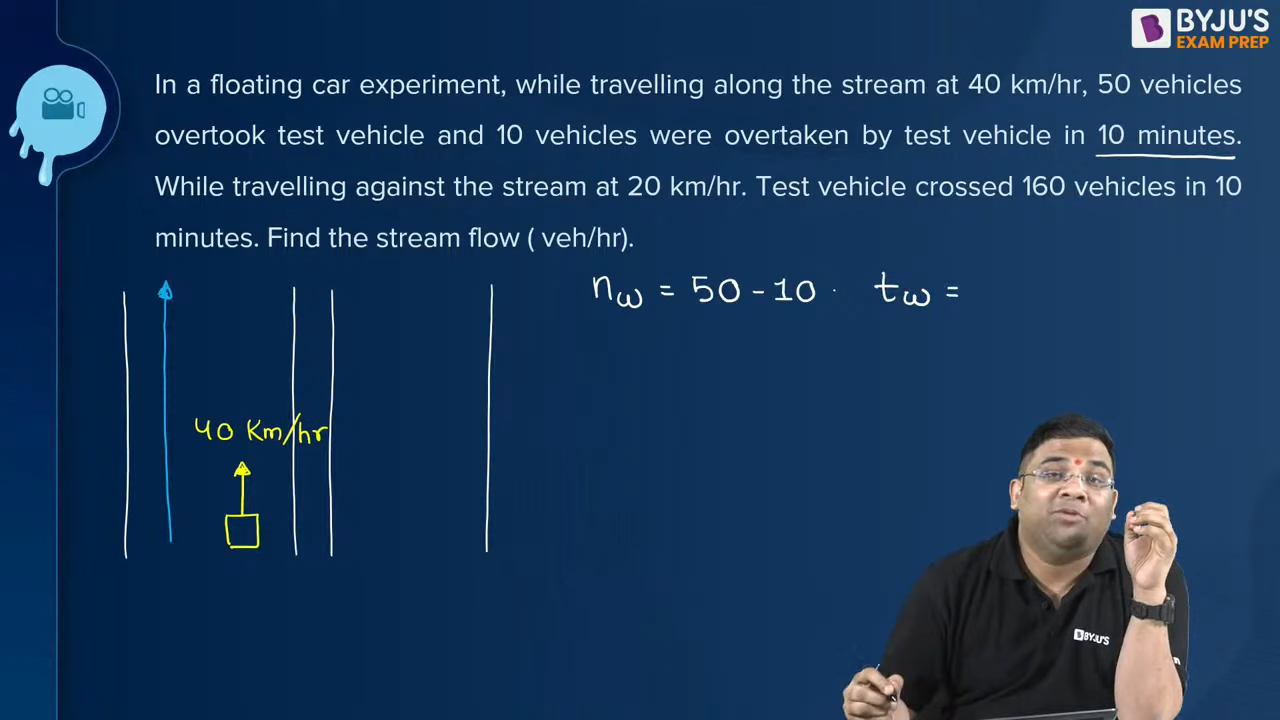 BYJU'S
EXAM PREP
In a floating car experiment, while travelling along the stream at 40 km/hr, 50 vehicles
overtook test vehicle and 10 vehicles were overtaken by test vehicle in 10 minutes.
While travelling against the stream at 20 km/hr. Test vehicle crossed 160 vehicles in 10
minutes. Find the stream flow ( veh/hr).
nω = 50 - 10 tω =
40 Km/hr
BYJU'S